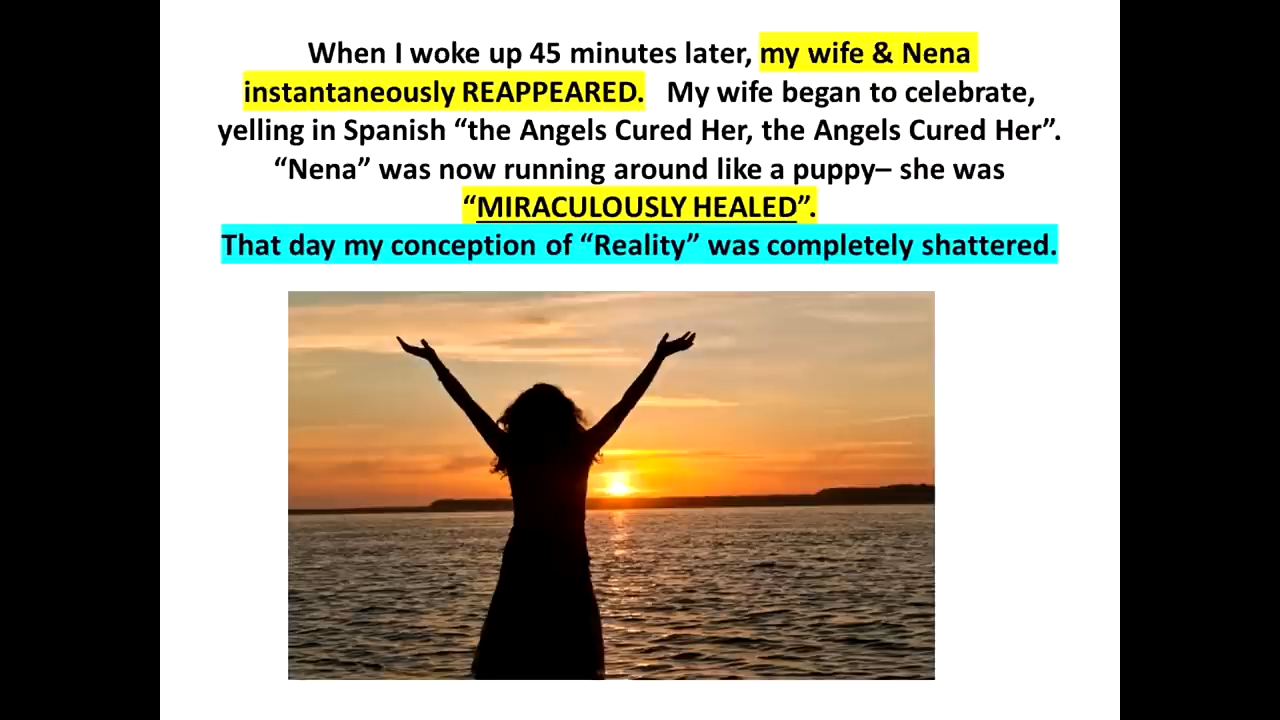 When I woke up 45 minutes later, my wife & Nena
instantaneously REAPPEARED.   My wife began to celebrate,
yelling in Spanish “the Angels Cured Her, the Angels Cured Her”.
“Nena” was now running around like a puppy– she was
“MIRACULOUSLY HEALED”.
That day my conception of “Reality” was completely shattered.